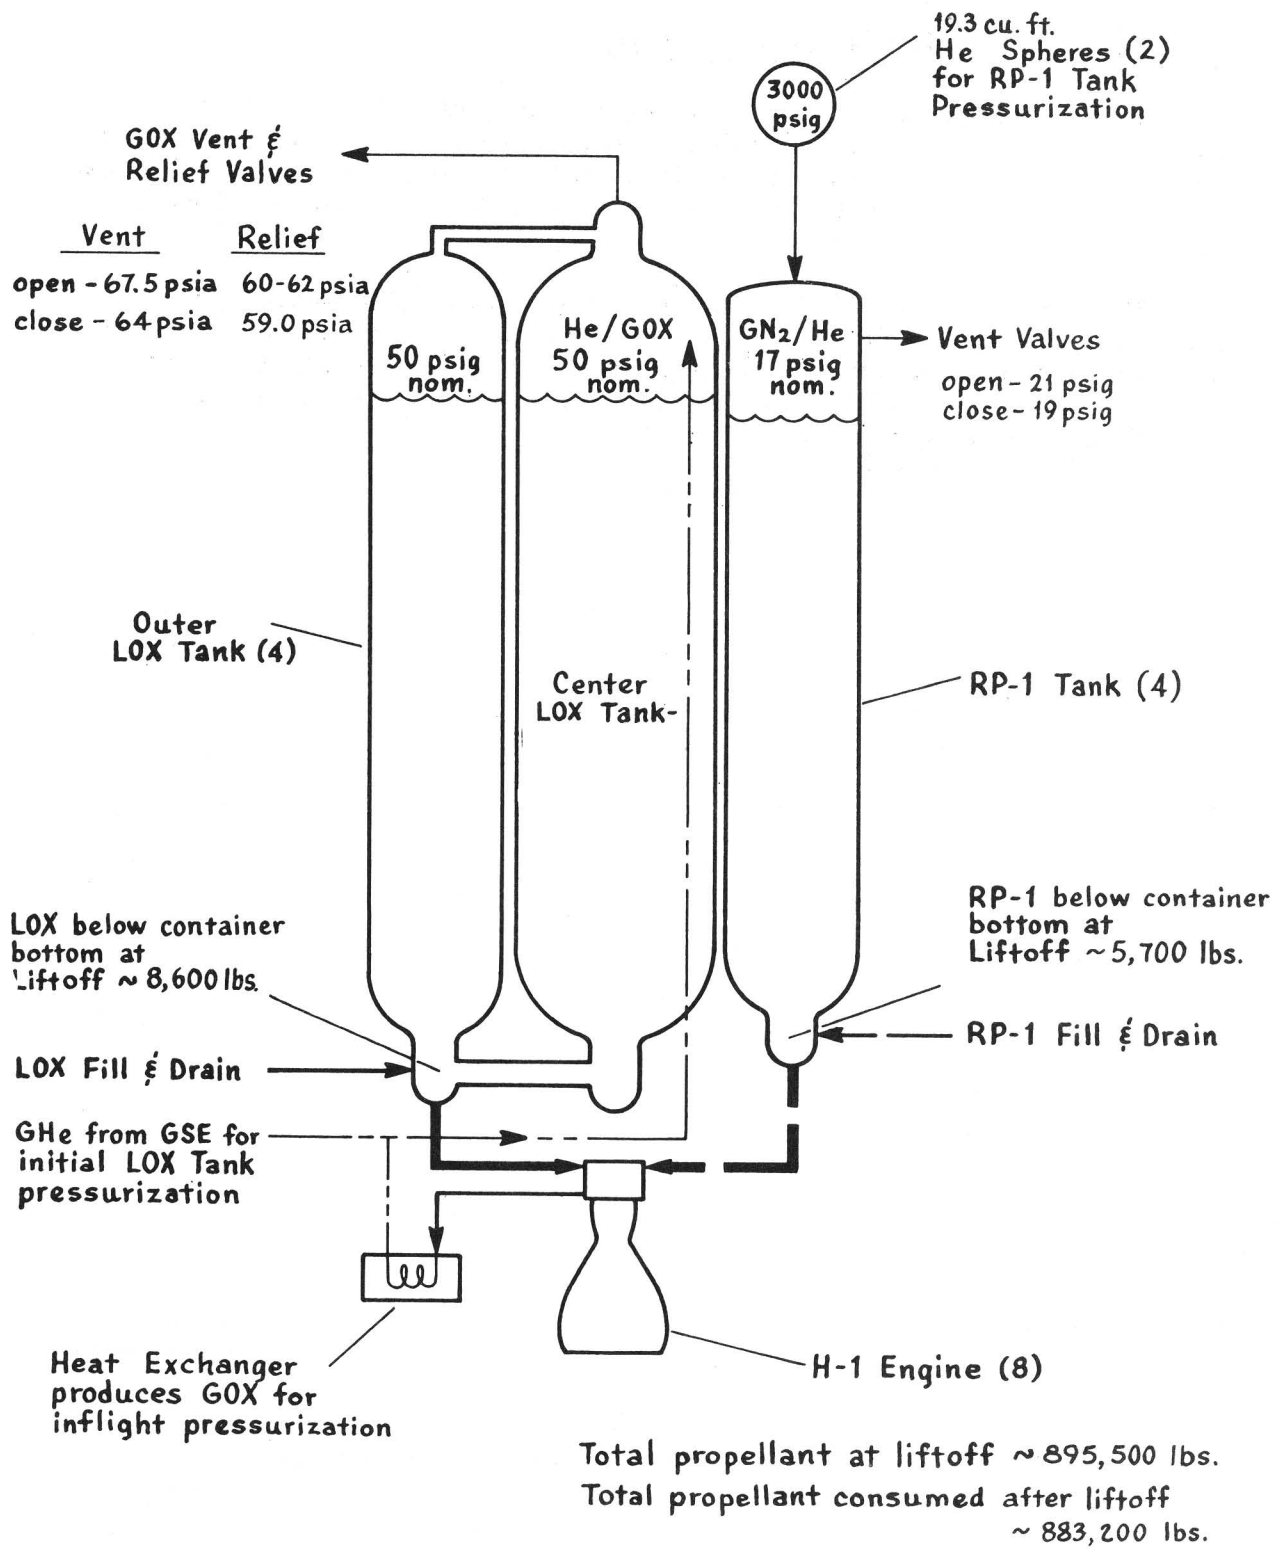 19.3 cu. ft.
He Spheres (2)
for RP-1 Tank
Pressurization
3000
psig
GOX Vent &
Relief Valves
Vent Relief
open - 67.5 psia 60-62 psia
close - 64 psia 59.0 psia
50 psig
nom.
He/GOX
50 psig
nom.
GN2/He
17 psig
nom.
Vent Valves
open - 21 psig
close - 19 psig
Outer
LOX Tank (4)
Center
LOX Tank-
RP-1 Tank (4)
LOX below container
bottom at
Liftoff ~ 8,600 lbs.
RP-1 below container
bottom at
Liftoff ~ 5,700 lbs.
LOX Fill & Drain
RP-1 Fill & Drain
GHe from GSE for
initial LOX Tank
pressurization
Heat Exchanger
produces GOX for
inflight pressurization
H-1 Engine (8)
Total propellant at liftoff ~ 895,500 lbs.
Total propellant consumed after liftoff
~ 883,200 lbs.